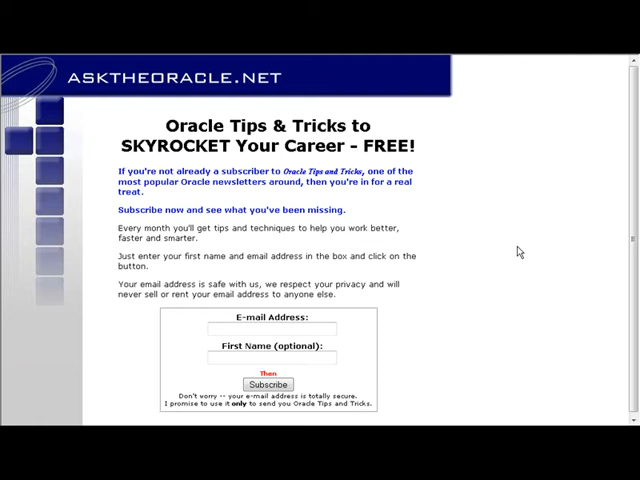 ASKTHEORACLE.NET
Oracle Tips & Tricks to
SKYROCKET Your Career - FREE!
If you're not already a subscriber to Oracle Tips and Tricks, one of the
most popular Oracle newsletters around, then you're in for a real
treat.
Subscribe now and see what you've been missing.
Every month you'll get tips and techniques to help you work better,
faster and smarter.
Just enter your first name and email address in the box and click on the
button.
Your email address is safe with us, we respect your privacy and will
never sell or rent your email address to anyone else.
E-mail Address:
First Name (optional):
Then
Subscribe
Don't worry -- your e-mail address is totally secure.
I promise to use it only to send you Oracle Tips and Tricks.